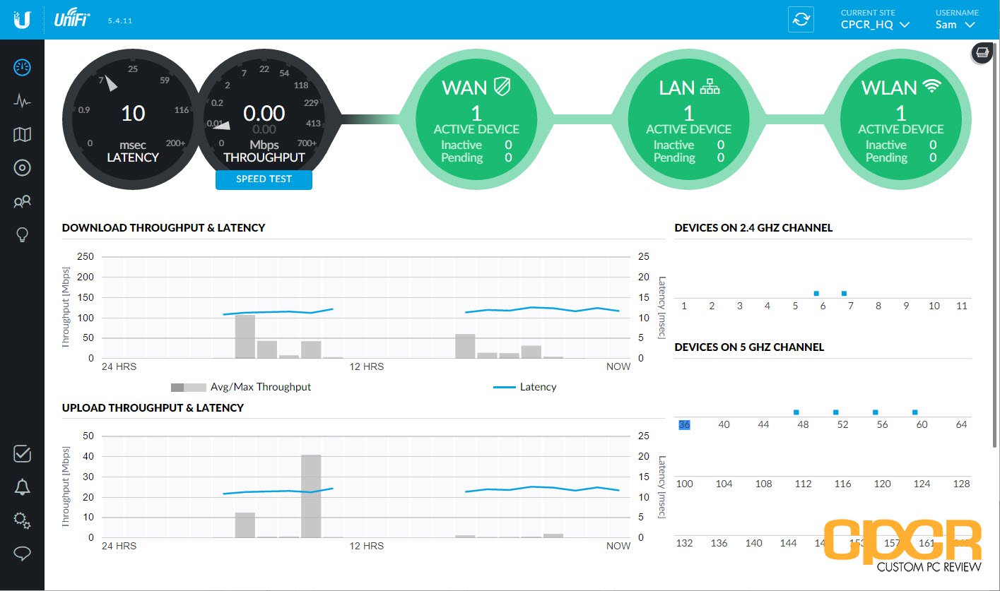 UniFi
5.4.11
CURRENT SITE
CPCR_HQ
USERNAME
Sam
25
7 59
0.9 116
10
0 200+
msec
LATENCY
22
7 54
2 118
0.2 229
0.00
0.01 413
0.00
0 700+
Mbps
THROUGHPUT
SPEED TEST
WAN
1
ACTIVE DEVICE
Inactive 0
Pending 0
LAN
1
ACTIVE DEVICE
Inactive 0
Pending 0
WLAN
1
ACTIVE DEVICE
Inactive 0
Pending 0
DOWNLOAD THROUGHPUT & LATENCY
Throughput [Mbps]
250
200
150
100
50
0
25
20
15
10
5
0
Latency [msec]
24 HRS 12 HRS NOW
Avg/Max Throughput Latency
UPLOAD THROUGHPUT & LATENCY
Throughput [Mbps]
50
40
30
20
10
0
25
20
15
10
5
0
Latency [msec]
24 HRS 12 HRS NOW
DEVICES ON 2.4 GHZ CHANNEL
1 2 3 4 5 6 7 8 9 10 11
DEVICES ON 5 GHZ CHANNEL
36 40 44 48 52 56 60 64
100 104 108 112 116 120 124 128
132 136 140 144 153 157 161
CPCR
CUSTOM PC REVIEW